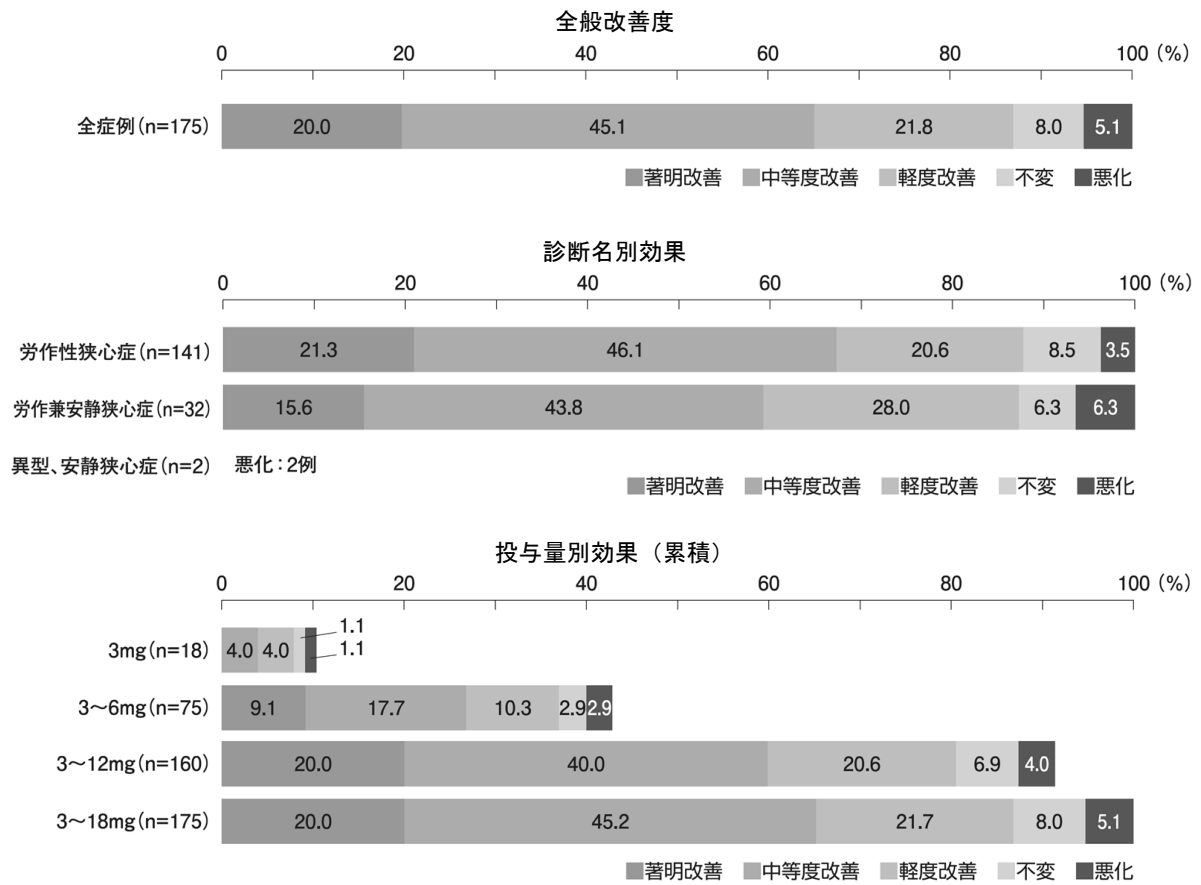 全般改善度
0 20 40 60 80 100 (%)
全症例(n=175) 20.0 45.1 21.8 8.0 5.1
著明改善 中等度改善 軽度改善 不変 悪化
診断名別効果
0 20 40 60 80 100 (%)
労作性狭心症(n=141) 21.3 46.1 20.6 8.5 3.5
労作兼安静狭心症(n=32) 15.6 43.8 28.0 6.3 6.3
異型、安静狭心症(n=2) 悪化:2例
著明改善 中等度改善 軽度改善 不変 悪化
投与量別効果(累積)
0 20 40 60 80 100 (%)
3mg(n=18) 4.0 4.0 1.1 1.1
3〜6mg(n=75) 9.1 17.7 10.3 2.9 2.9
3〜12mg(n=160) 20.0 40.0 20.6 6.9 4.0
3〜18mg(n=175) 20.0 45.2 21.7 8.0 5.1
著明改善 中等度改善 軽度改善 不変 悪化